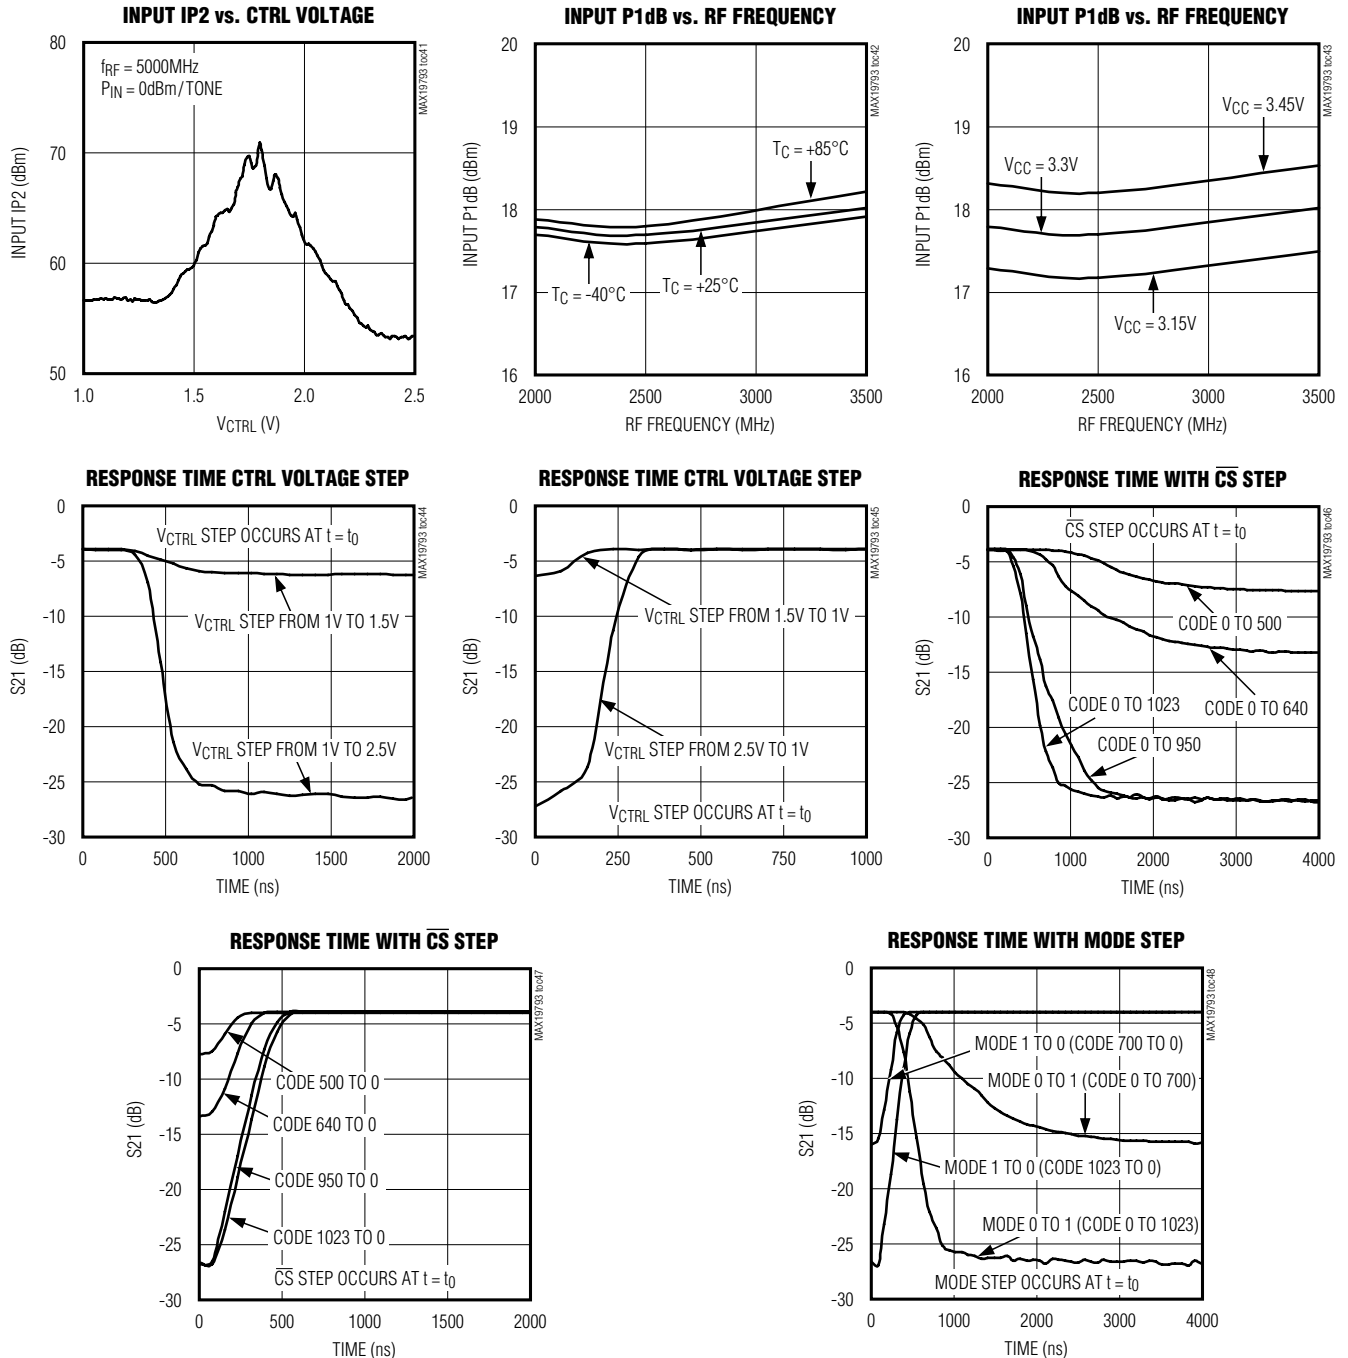 INPUT IP2 vs. CTRL VOLTAGE
80
70
60
50
INPUT IP2 (dBm)
fRF = 5000MHz
PIN = 0dBm/TONE
MAX19793 toc41
1.0 1.5 2.0 2.5
VCTRL (V)
INPUT P1dB vs. RF FREQUENCY
20
19
18
17
16
INPUT P1dB (dBm)
TC = +85°C
TC = -40°C
TC = +25°C
MAX19793 toc42
2000 2500 3000 3500
RF FREQUENCY (MHz)
INPUT P1dB vs. RF FREQUENCY
20
19
18
17
16
INPUT P1dB (dBm)
VCC = 3.45V
VCC = 3.3V
VCC = 3.15V
MAX19793 toc43
2000 2500 3000 3500
RF FREQUENCY (MHz)
RESPONSE TIME CTRL VOLTAGE STEP
0
-5
-10
-15
-20
-25
-30
S21 (dB)
VCTRL STEP OCCURS AT t = t0
VCTRL STEP FROM 1V TO 1.5V
VCTRL STEP FROM 1V TO 2.5V
MAX19793 toc44
0 500 1000 1500 2000
TIME (ns)
RESPONSE TIME CTRL VOLTAGE STEP
0
-5
-10
-15
-20
-25
-30
S21 (dB)
VCTRL STEP FROM 1.5V TO 1V
VCTRL STEP FROM 2.5V TO 1V
VCTRL STEP OCCURS AT t = t0
MAX19793 toc45
0 250 500 750 1000
TIME (ns)
RESPONSE TIME WITH C̅S̅ STEP
0
-5
-10
-15
-20
-25
-30
S21 (dB)
C̅S̅ STEP OCCURS AT t = t0
CODE 0 TO 500
CODE 0 TO 640
CODE 0 TO 1023
CODE 0 TO 950
MAX19793 toc46
0 1000 2000 3000 4000
TIME (ns)
RESPONSE TIME WITH C̅S̅ STEP
0
-5
-10
-15
-20
-25
-30
S21 (dB)
CODE 500 TO 0
CODE 640 TO 0
CODE 950 TO 0
CODE 1023 TO 0
C̅S̅ STEP OCCURS AT t = t0
MAX19793 toc47
0 500 1000 1500 2000
TIME (ns)
RESPONSE TIME WITH MODE STEP
0
-5
-10
-15
-20
-25
-30
S21 (dB)
MODE 1 TO 0 (CODE 700 TO 0)
MODE 0 TO 1 (CODE 0 TO 700)
MODE 1 TO 0 (CODE 1023 TO 0)
MODE 0 TO 1 (CODE 0 TO 1023)
MODE STEP OCCURS AT t = t0
MAX19793 toc48
0 1000 2000 3000 4000
TIME (ns)